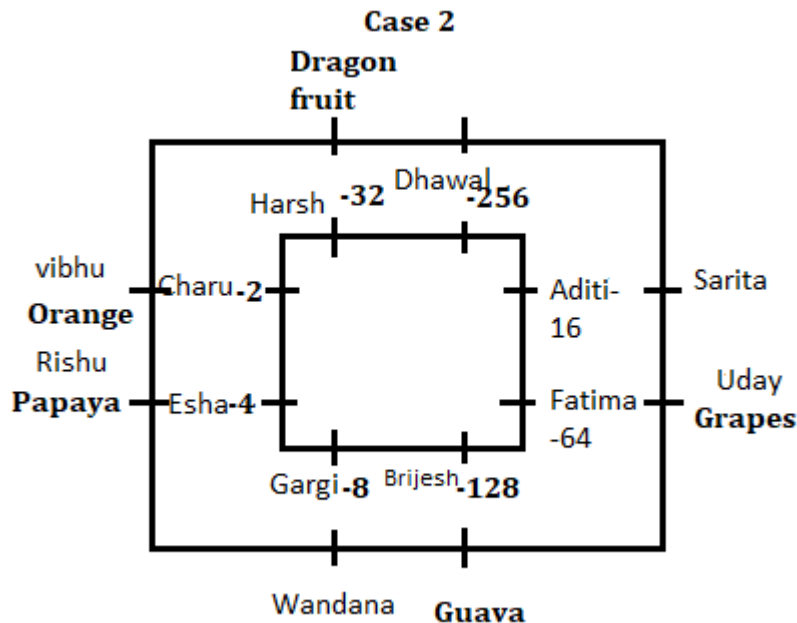 Case 2
Dragon
fruit
Dhawal
Harsh -32 -256
vibhu
Charu-2 Aditi- Sarita
Orange 16
Rishu Uday
Papaya Esha-4 Fatima Grapes
-64
Gargi-8 Brijesh-128
Wandana Guava